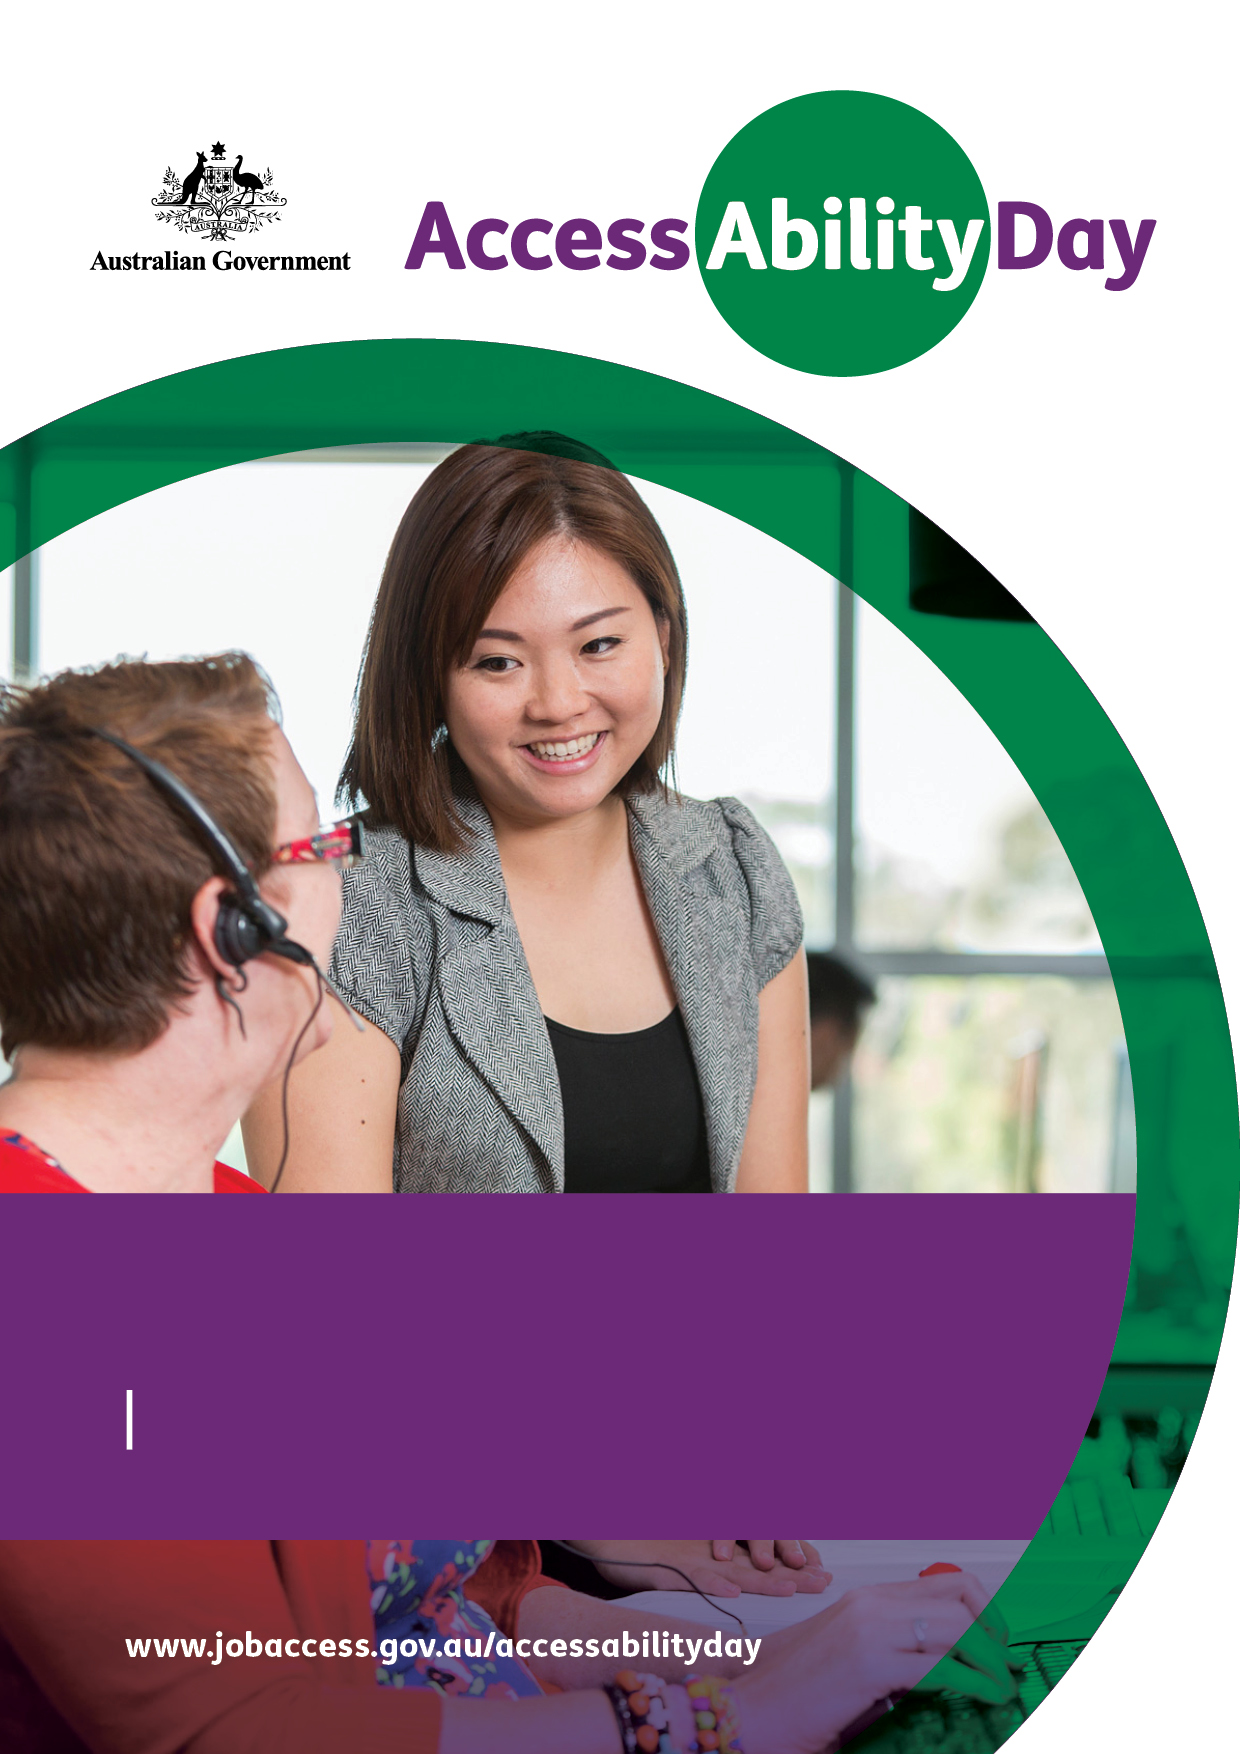 AUSTRALIA
Australian Government
AccessAbilityDay
www.jobaccess.gov.au/accessabilityday